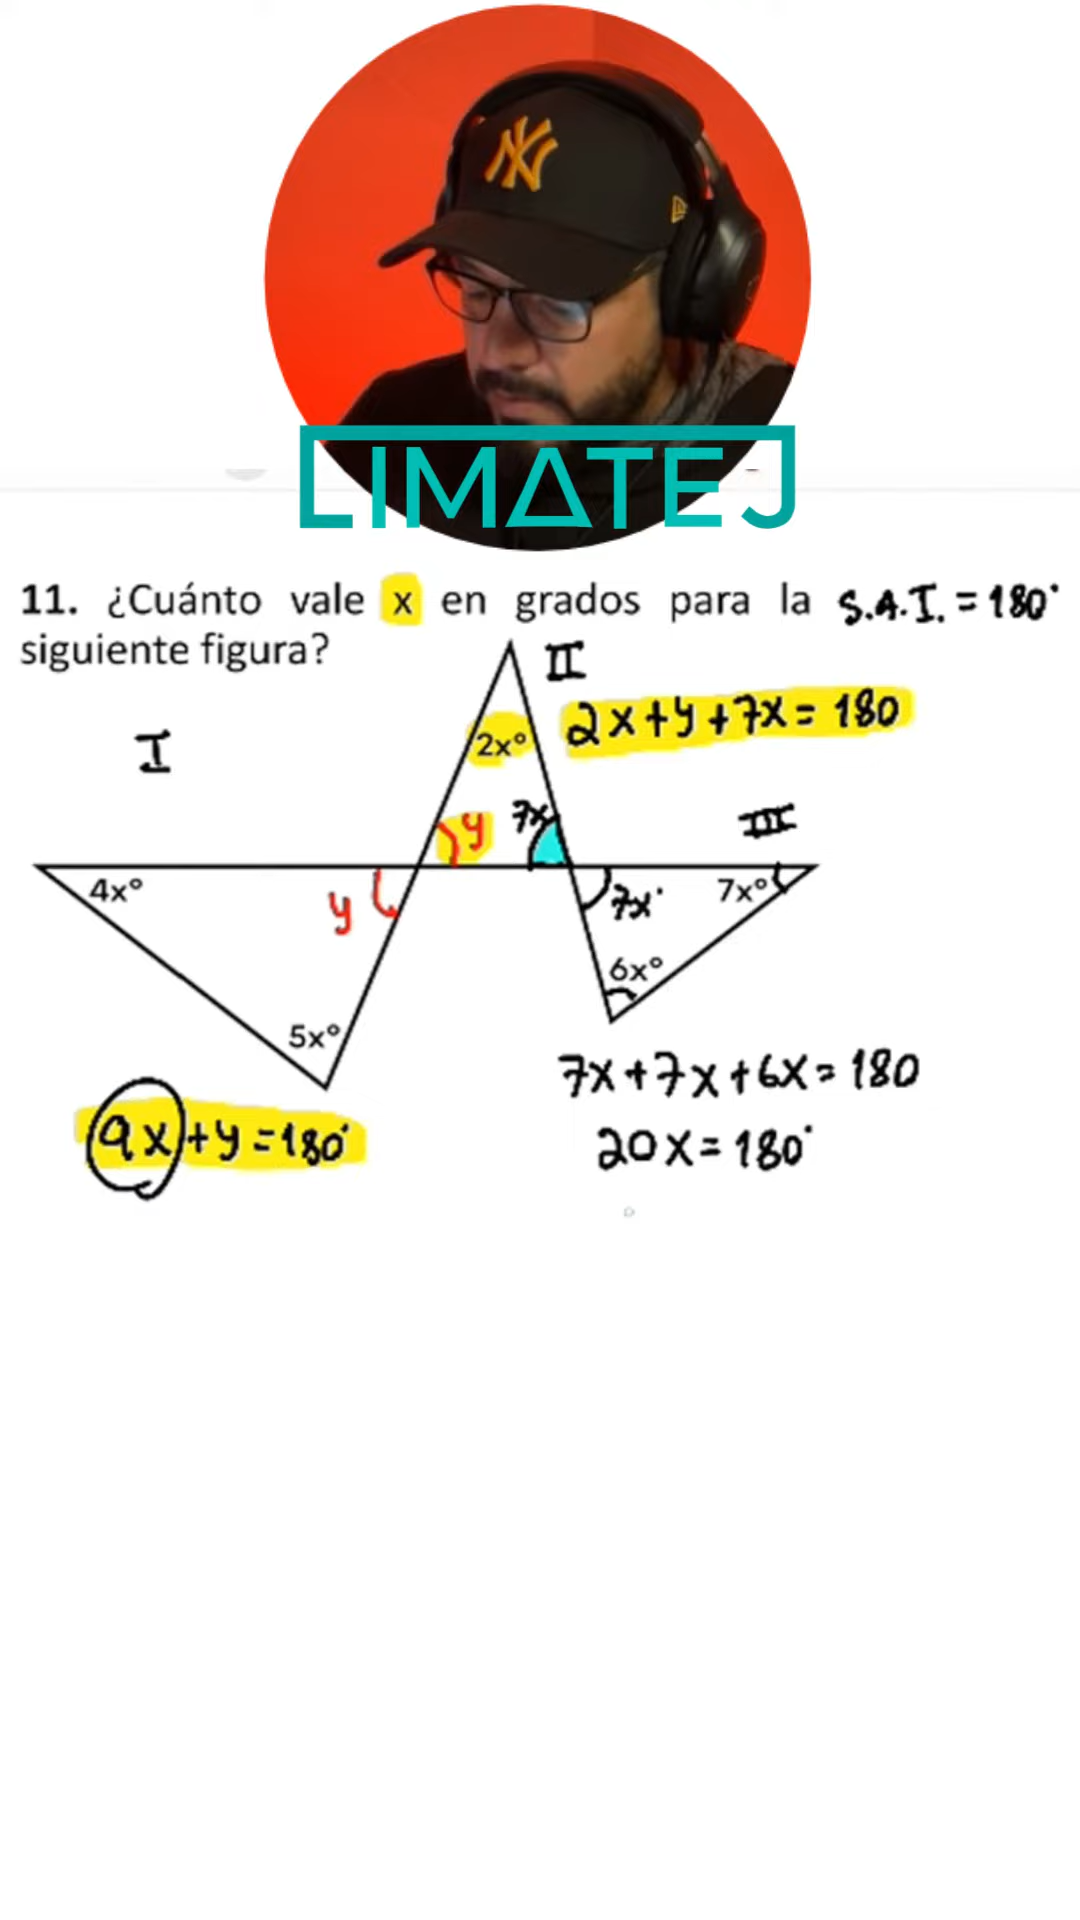 NY
LIMATEJ
11. ¿Cuánto vale x en grados para la
siguiente figura?
S.A.I. = 180°
I
II
2x°
2x+y+7x= 180
y
7x
III
4x°
y
7x°
7x°
6x°
5x°
9x+y=180°
7x+7x+6x= 180
20x= 180°